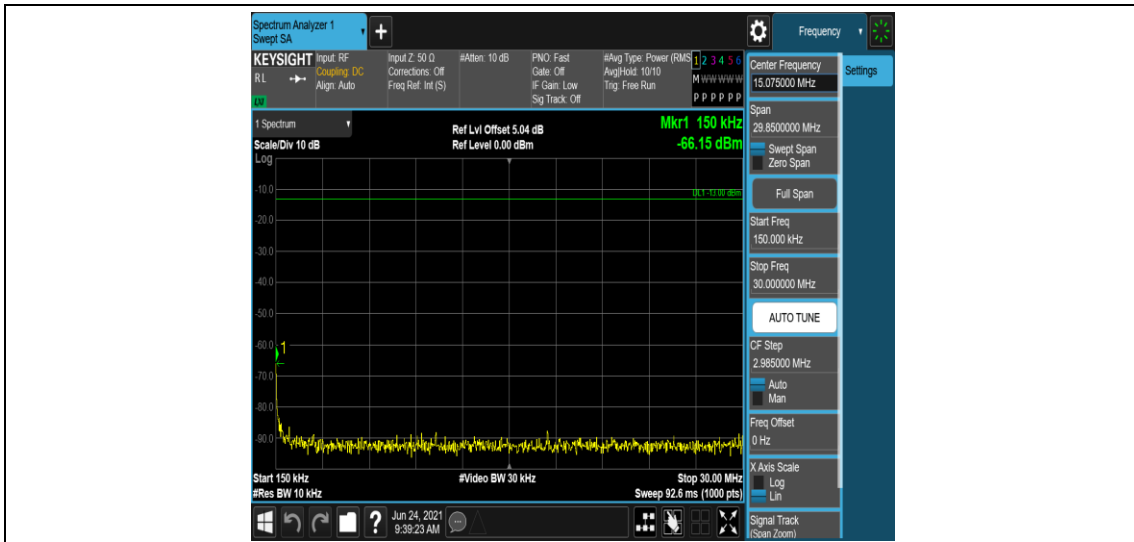 Spectrum Analyzer 1
Swept SA
+
Frequency
KEYSIGHT
RL
LXI
Input: RF
Coupling: DC
Align: Auto
Input Z: 50 Ω
Corrections: Off
Freq Ref: Int (S)
#Atten: 10 dB
PNO: Fast
Gate: Off
IF Gain: Low
Sig Track: Off
#Avg Type: Power (RMS
Avg|Hold: 10/10
Trig: Free Run
1 2 3 4 5 6
M W W W W W
P P P P P P
Settings
1 Spectrum
Scale/Div 10 dB
Log
Ref Lvl Offset 5.04 dB
Ref Level 0.00 dBm
Mkr1 150 kHz
-66.15 dBm
DL1 -13.00 dBm
-10.0
-20.0
-30.0
-40.0
-50.0
-60.0
-70.0
-80.0
-90.0
1
Start 150 kHz
#Res BW 10 kHz
#Video BW 30 kHz
Stop 30.00 MHz
Sweep 92.6 ms (1000 pts)
Center Frequency
15.075000 MHz
Span
29.8500000 MHz
Swept Span
Zero Span
Full Span
Start Freq
150.000 kHz
Stop Freq
30.000000 MHz
AUTO TUNE
CF Step
2.985000 MHz
Auto
Man
Freq Offset
0 Hz
X Axis Scale
Log
Lin
Signal Track
(Span Zoom)
?
Jun 24, 2021
9:39:23 AM